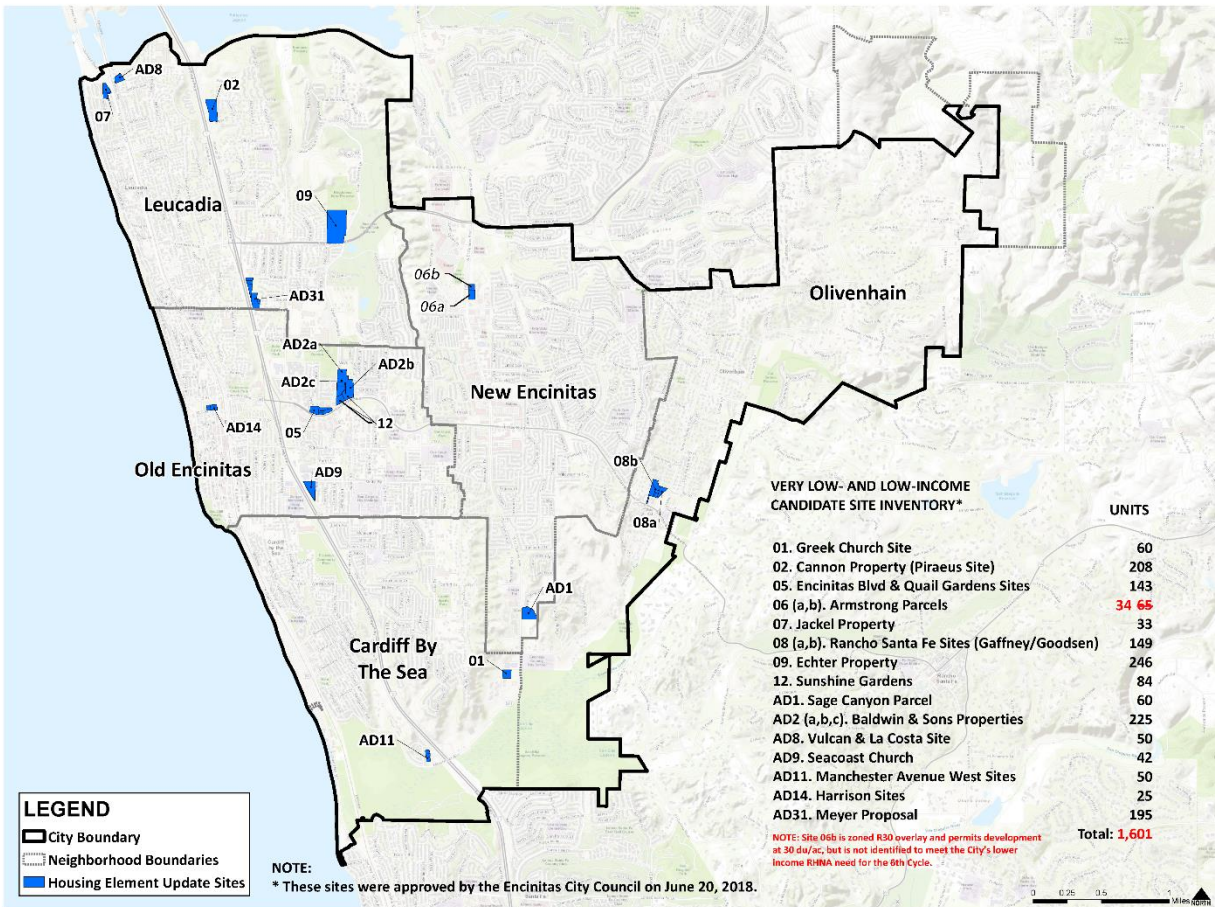 AD8
02
07
09
Leucadia
06b
06a
AD31
Olivenhain
AD2a
AD2b
AD2c
New Encinitas
AD14
05
12
Old Encinitas
AD9
08b
08a
AD1
Cardiff By
The Sea
01
AD11
VERY LOW- AND LOW-INCOME
CANDIDATE SITE INVENTORY* UNITS
01. Greek Church Site 60
02. Cannon Property (Piraeus Site) 208
05. Encinitas Blvd & Quail Gardens Sites 143
06 (a,b). Armstrong Parcels 34 65
07. Jackel Property 33
08 (a,b). Rancho Santa Fe Sites (Gaffney/Goodsen) 149
09. Echter Property 246
12. Sunshine Gardens 84
AD1. Sage Canyon Parcel 60
AD2 (a,b,c). Baldwin & Sons Properties 225
AD8. Vulcan & La Costa Site 50
AD9. Seacoast Church 42
AD11. Manchester Avenue West Sites 50
AD14. Harrison Sites 25
AD31. Meyer Proposal 195
Total: 1,601
NOTE: Site 06b is zoned R30 overlay and permits development
at 30 du/ac, but is not identified to meet the City's lower
income RHNA need for the 6th Cycle.
LEGEND
City Boundary
Neighborhood Boundaries
Housing Element Update Sites
NOTE:
* These sites were approved by the Encinitas City Council on June 20, 2018.
0 0.25 0.5 1
Miles
NORTH